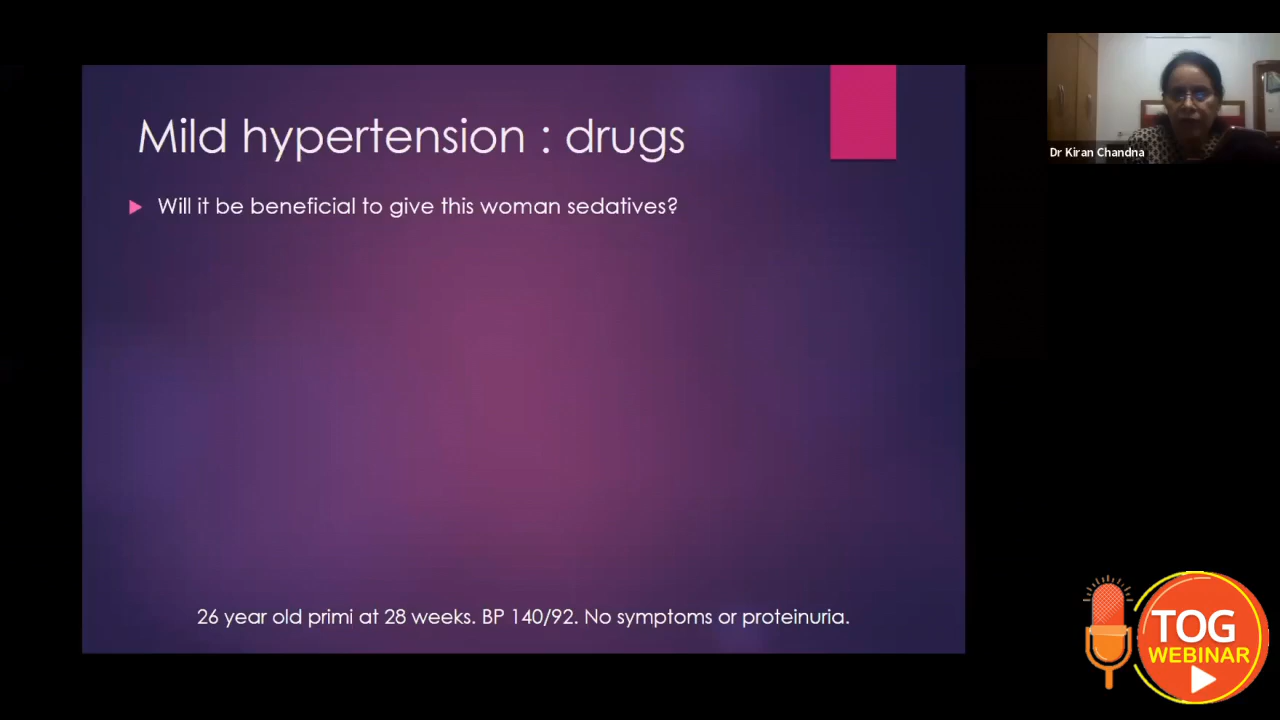 Mild hypertension : drugs
Will it be beneficial to give this woman sedatives?
26 year old primi at 28 weeks. BP 140/92. No symptoms or proteinuria.
Dr Kiran Chandna
TOG
WEBINAR